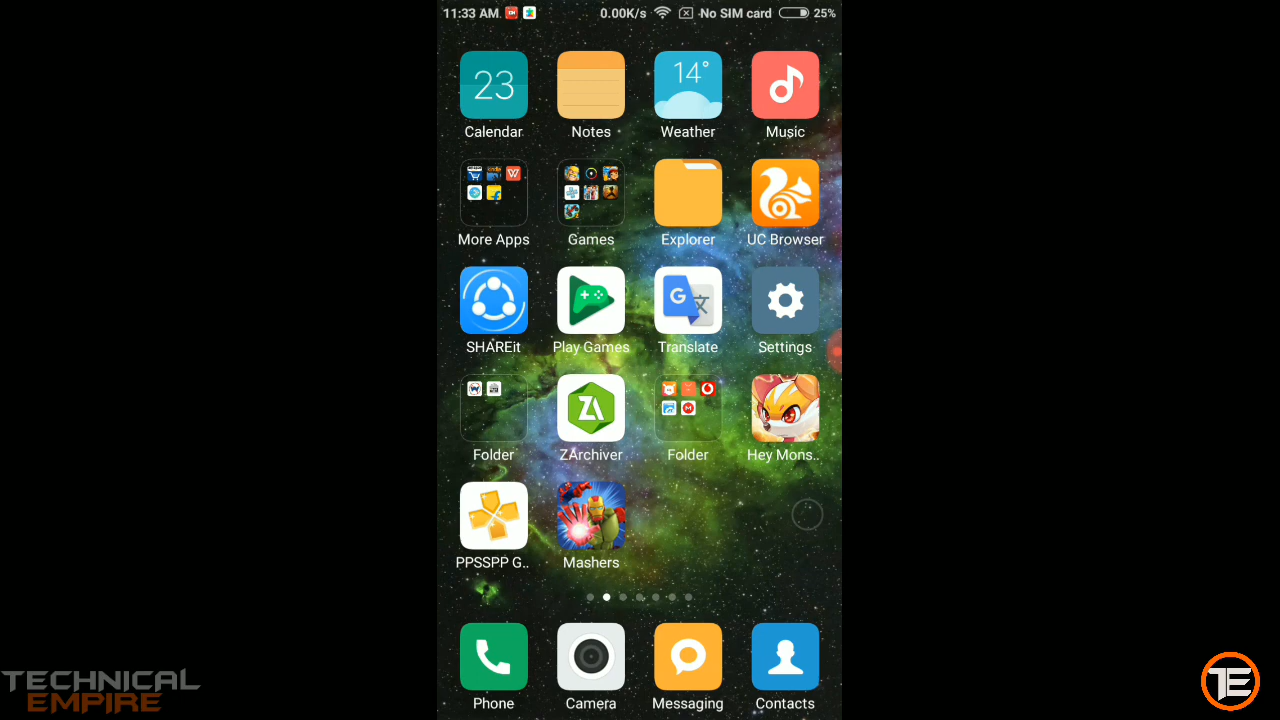 11:33 AM 0.00K/s No SIM card 25%
23 14°
Calendar Notes Weather Music
More Apps Games Explorer UC Browser
SHAREit Play Games Translate Settings
Folder ZArchiver Folder Hey Mons..
PPSSPP G.. Mashers
Phone Camera Messaging Contacts
TECHNICAL
EMPIRE
TE